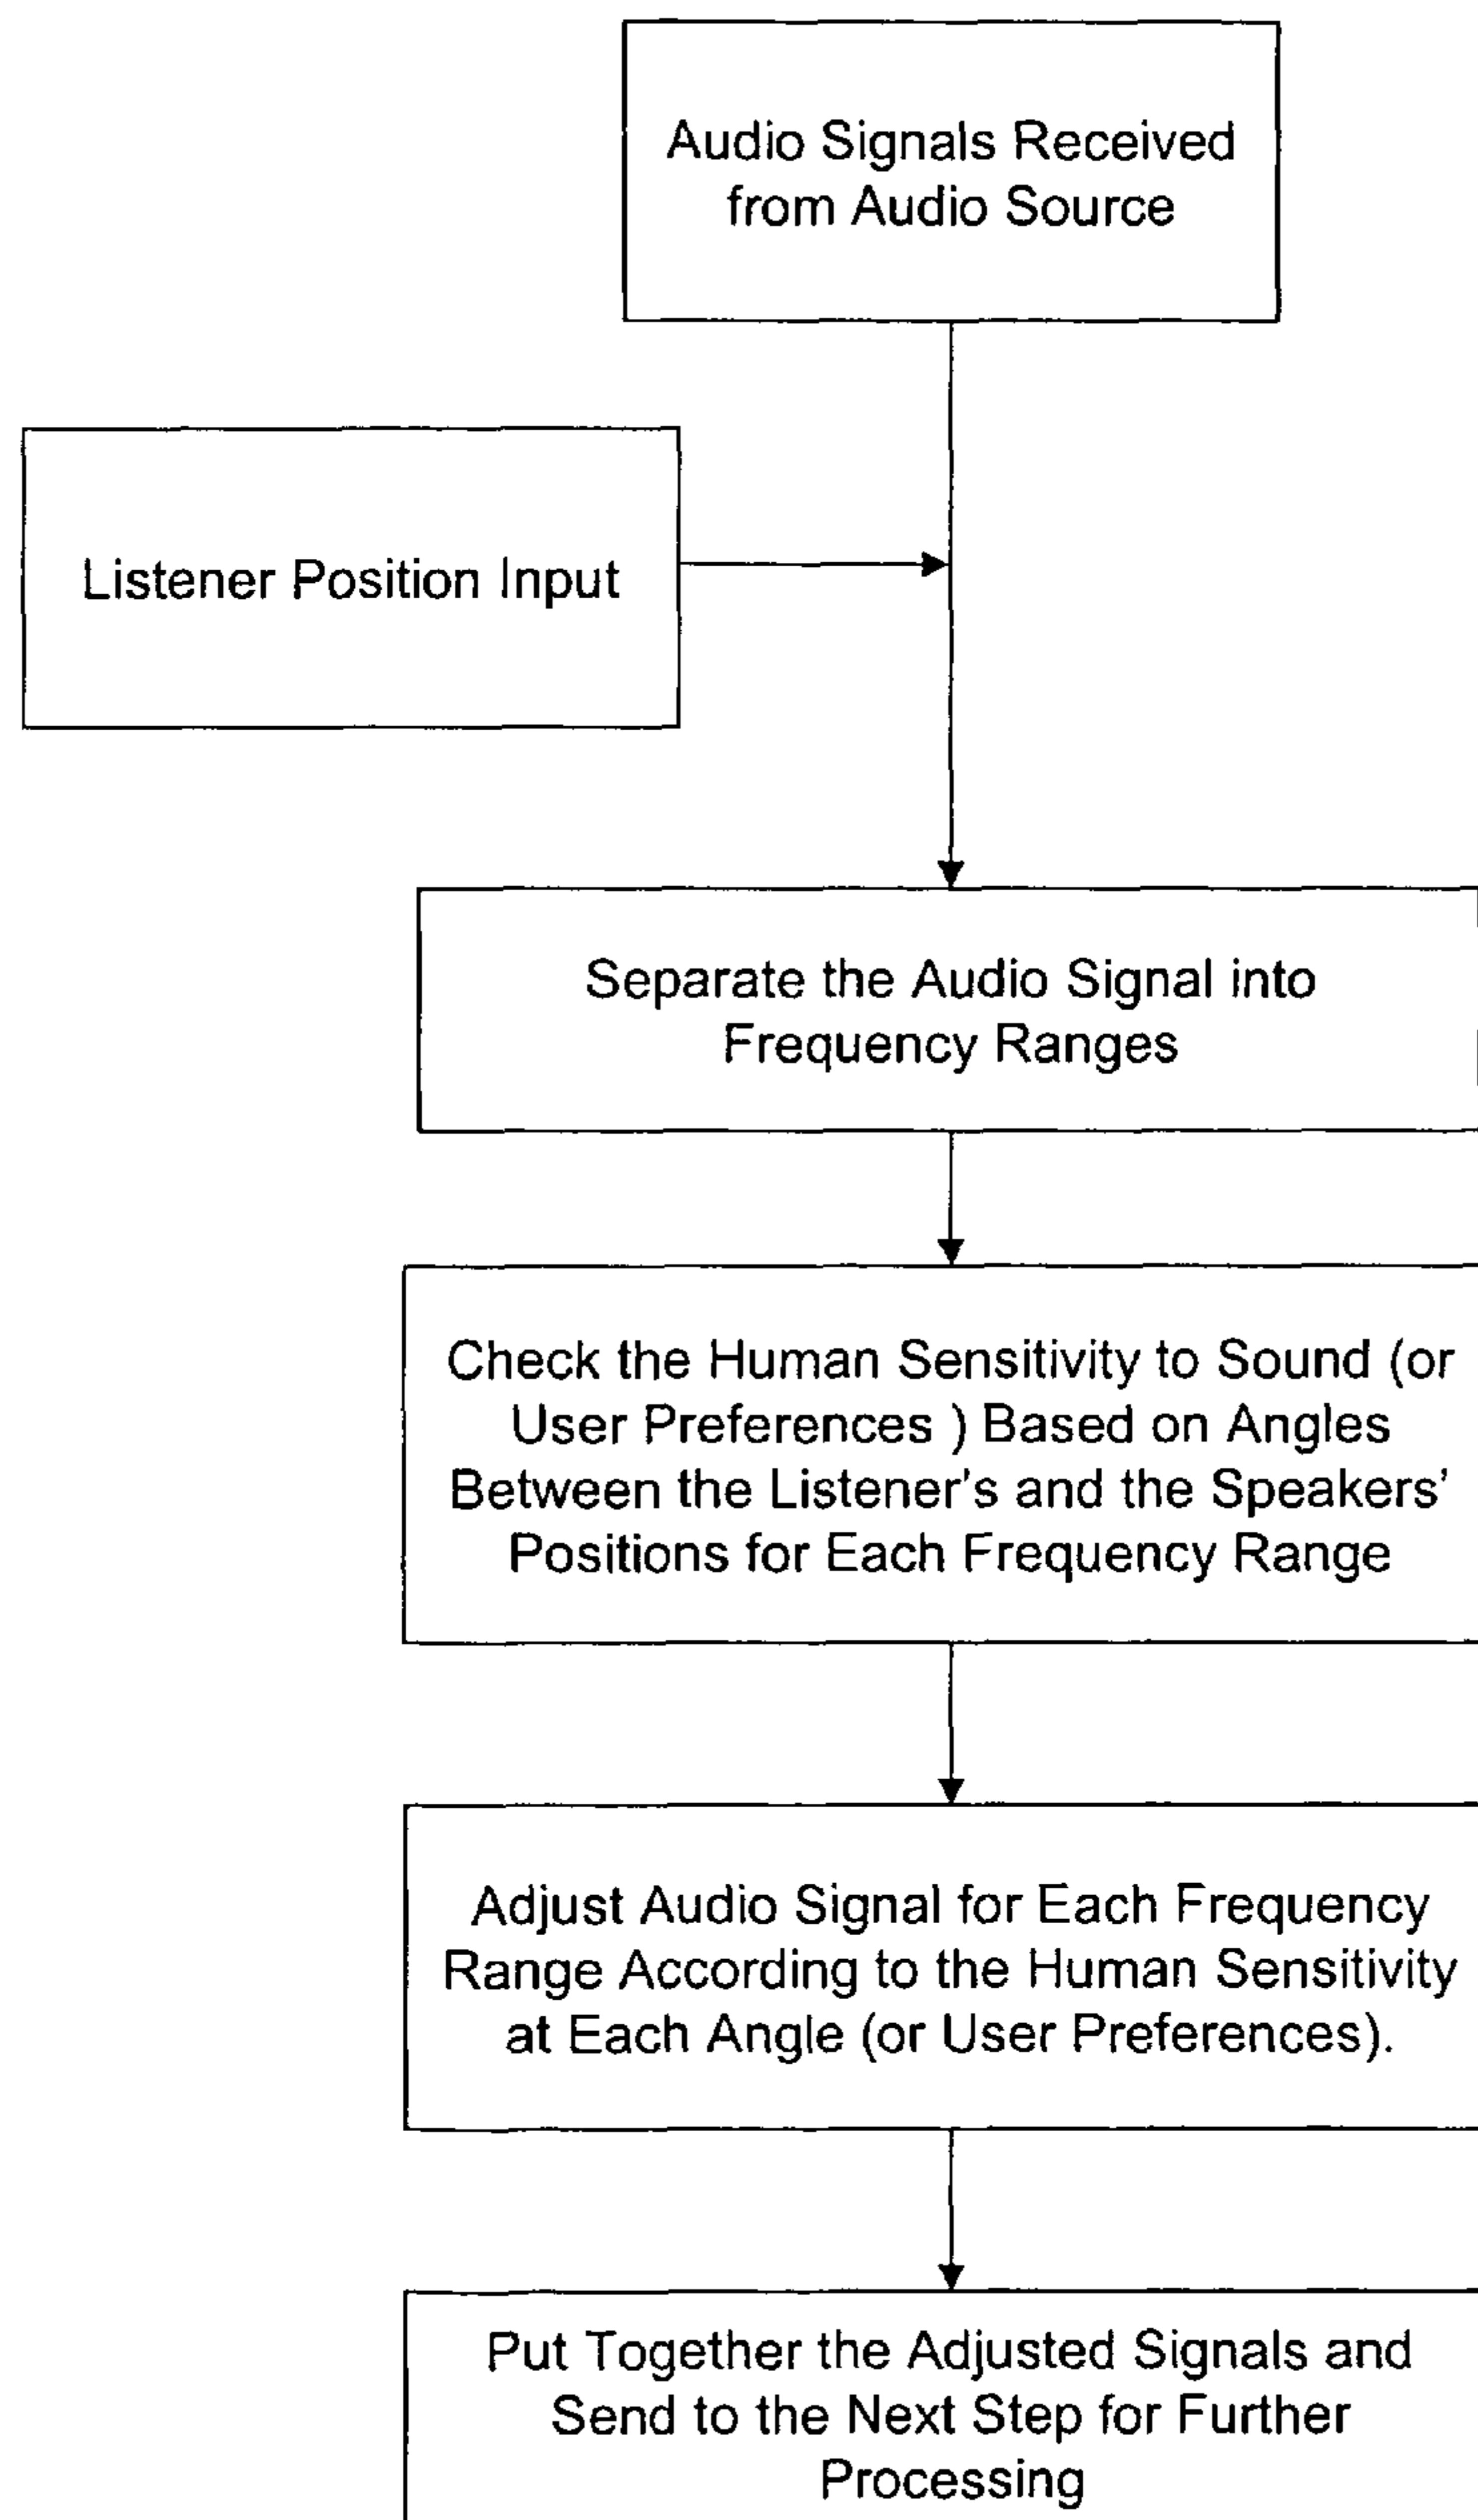 Audio Signals Received
from Audio Source
Listener Position Input
Separate the Audio Signal into
Frequency Ranges
Check the Human Sensitivity to Sound (or
User Preferences ) Based on Angles
Between the Listener's and the Speakers'
Positions for Each Frequency Range
Adjust Audio Signal for Each Frequency
Range According to the Human Sensitivity
at Each Angle (or User Preferences).
Put Together the Adjusted Signals and
Send to the Next Step for Further
Processing